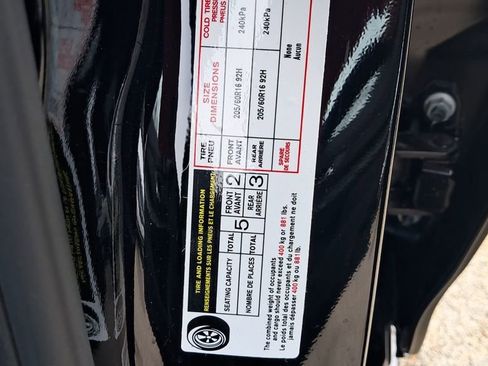 TIRE AND LOADING INFORMATION
RENSEIGNEMENTS SUR LES PNEUS ET LE CHARGEMENT
SEATING CAPACITY
NOMBRE DE PLACES
TOTAL 5
TOTAL
FRONT 2
AVANT
REAR 3
ARRIÈRE
The combined weight of occupants
and cargo should never exceed 400 kg or 881 lbs.
Le poids total des occupants et du chargement ne doit
jamais dépasser 400 kg ou 881 lb.
TIRE SIZE COLD TIRE
PNEU DIMENSIONS PRESS
PNEUS
FRONT 205/60R16 92H 240kPa
AVANT
REAR 205/60R16 92H 240kPa
ARRIÈRE
SPARE None
DE SECOURS Aucun